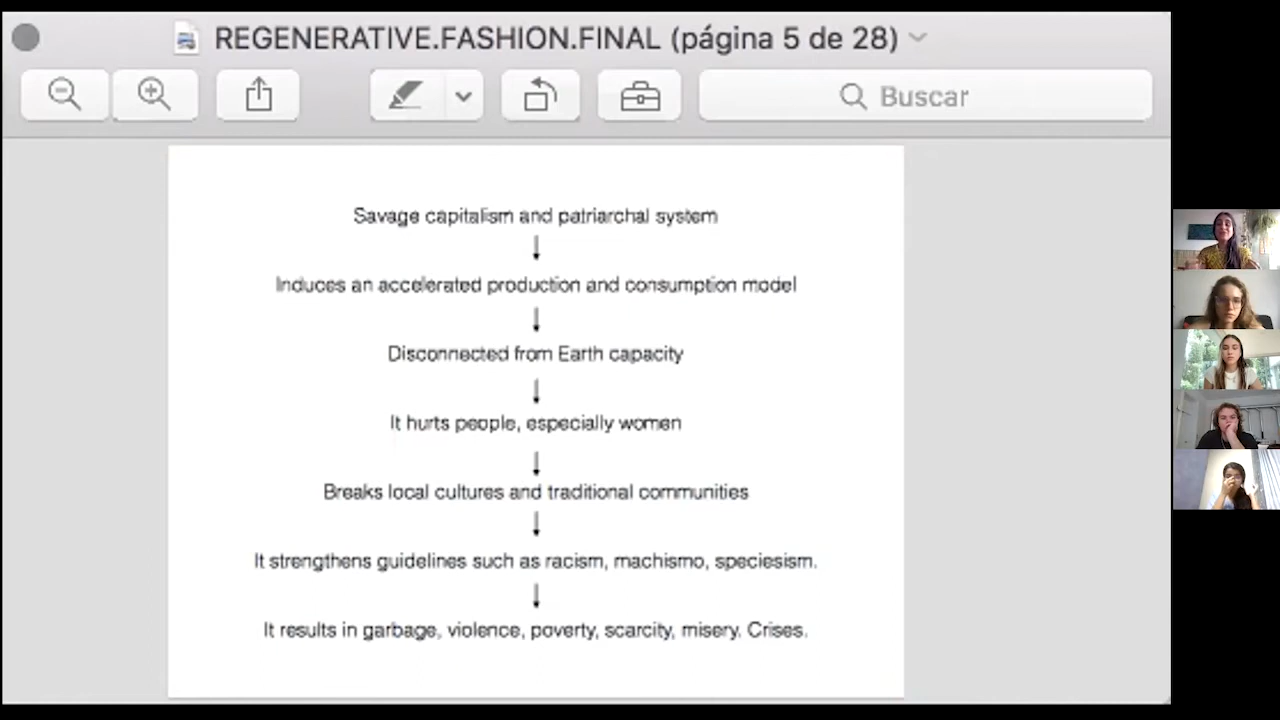 REGENERATIVE.FASHION.FINAL (página 5 de 28)
Buscar
Savage capitalism and patriarchal system
Induces an accelerated production and consumption model
Disconnected from Earth capacity
It hurts people, especially women
Breaks local cultures and traditional communities
It strengthens guidelines such as racism, machismo, speciesism.
It results in garbage, violence, poverty, scarcity, misery. Crises.